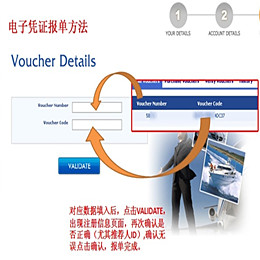 电子凭证报单方法
1
2
YOUR DETAILS
ACCOUNT DETAILS
Voucher Details
Voucher Number
Voucher Code
VALIDATE
Purchase Vouchers
Voucher Number
Voucher Code
对应数据填入后，点击VALIDATE,
出现注册信息页面，再次确认是
否正确（尤其推荐人ID）,确认无
误点击确认，报单完成。